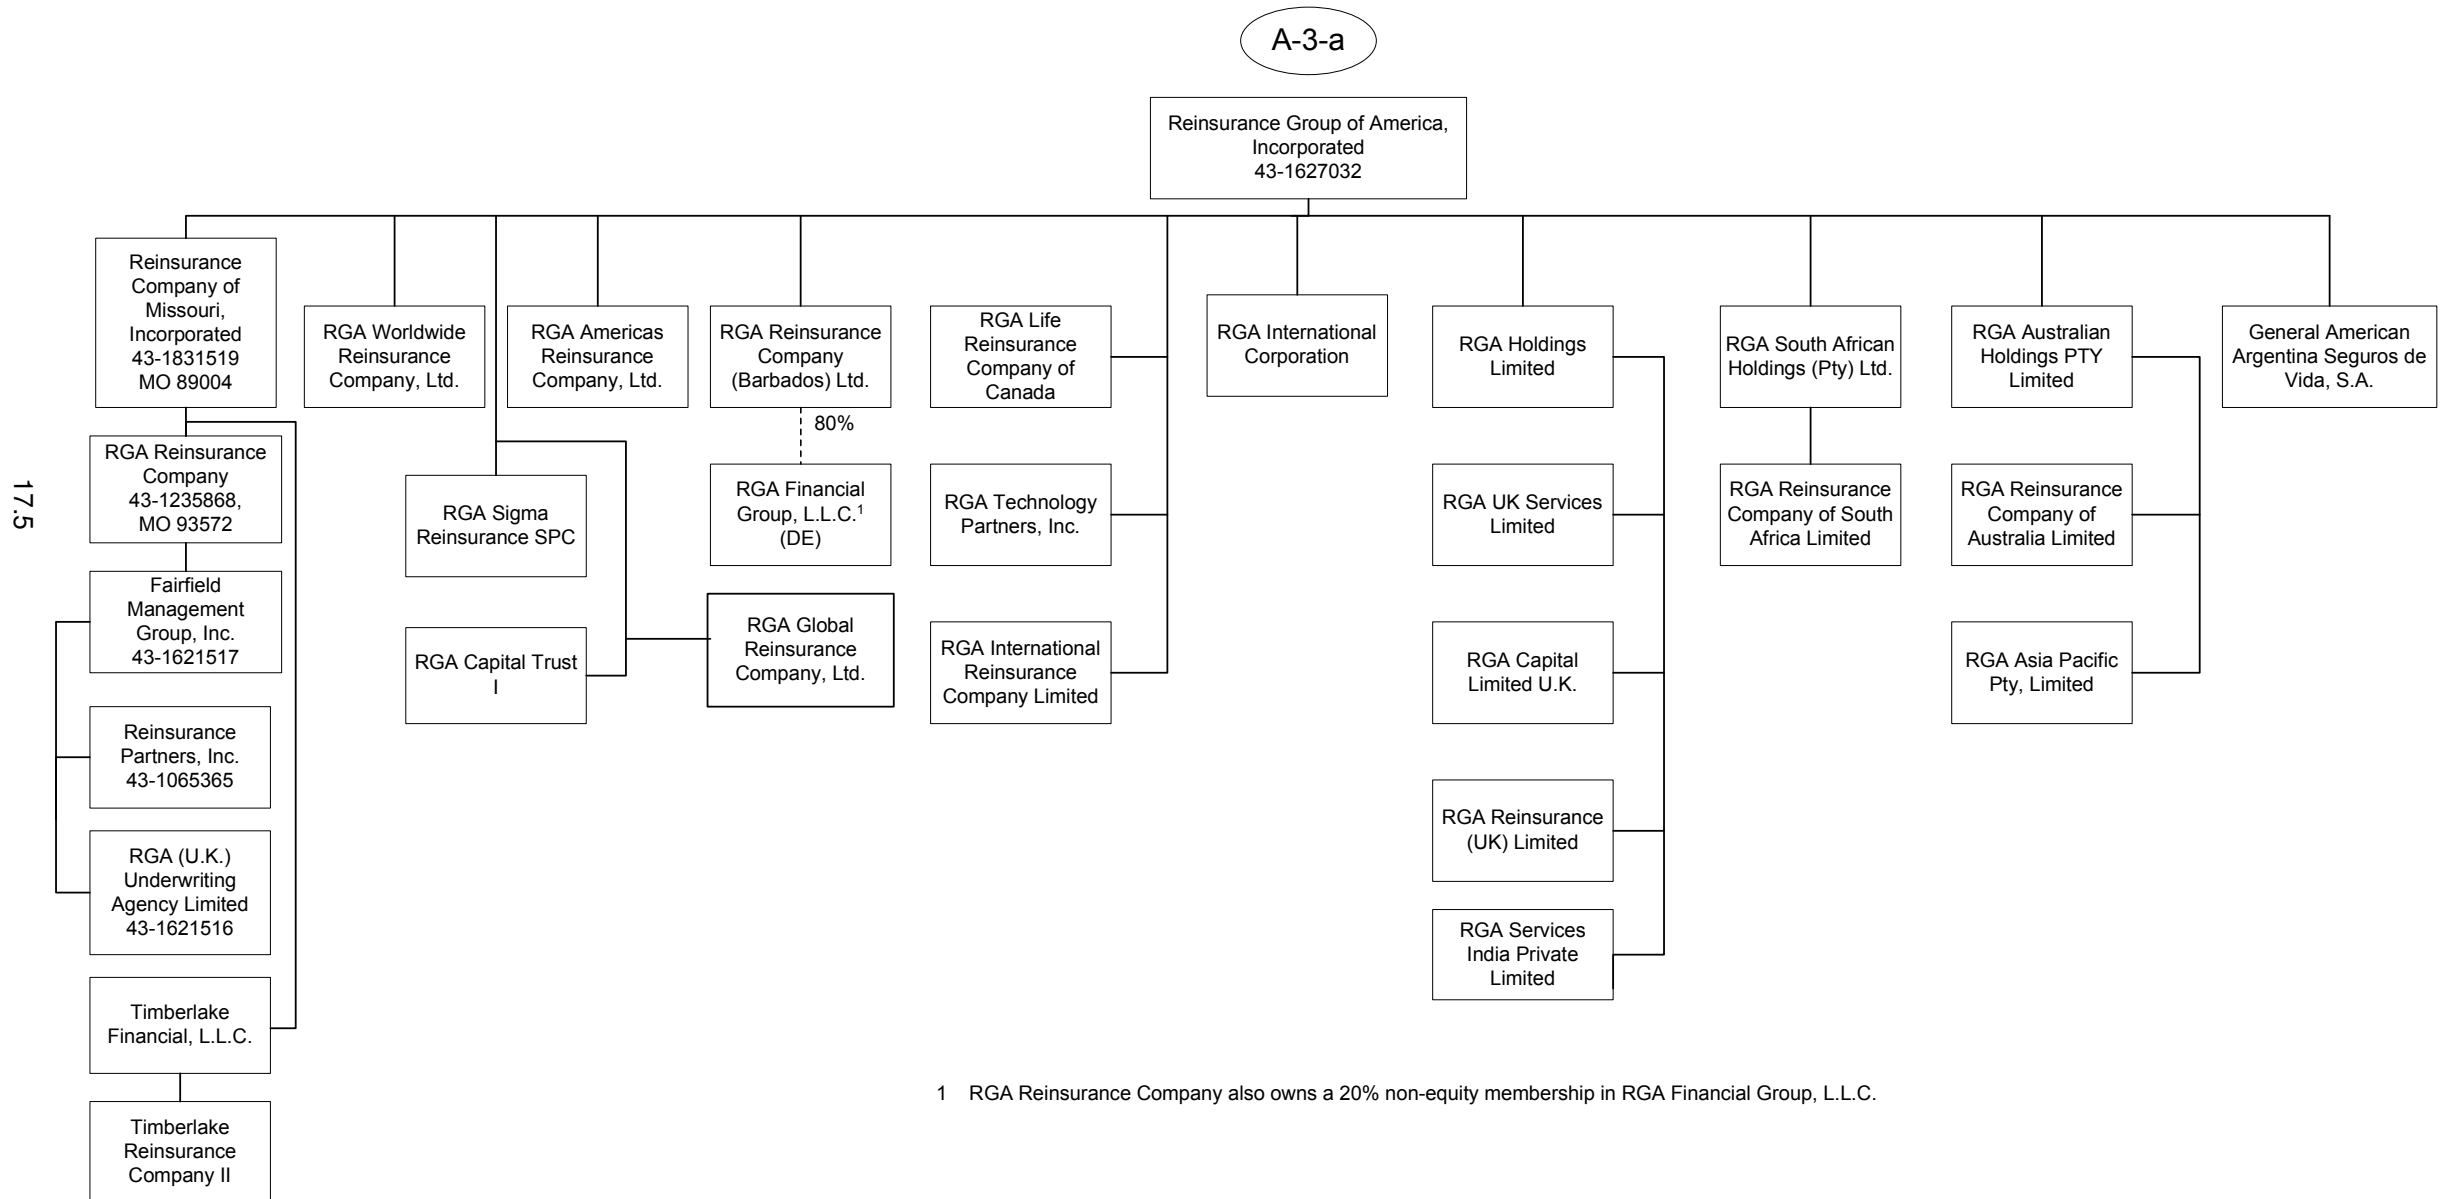 A-3-a
Reinsurance Group of America,
Incorporated
43-1627032
Reinsurance
Company of
Missouri,
Incorporated
43-1831519
MO 89004
RGA Worldwide
Reinsurance
Company, Ltd.
RGA Americas
Reinsurance
Company, Ltd.
RGA Reinsurance
Company
(Barbados) Ltd.
RGA Life
Reinsurance
Company of
Canada
RGA International
Corporation
RGA Holdings
Limited
RGA South African
Holdings (Pty) Ltd.
RGA Australian
Holdings PTY
Limited
General American
Argentina Seguros de
Vida, S.A.
80%
RGA Reinsurance
Company
43-1235868,
MO 93572
RGA Sigma
Reinsurance SPC
RGA Financial
Group, L.L.C.1
(DE)
RGA Technology
Partners, Inc.
RGA UK Services
Limited
RGA Reinsurance
Company of South
Africa Limited
RGA Reinsurance
Company of
Australia Limited
17.5
Fairfield
Management
Group, Inc.
43-1621517
RGA Capital Trust
I
RGA Global
Reinsurance
Company, Ltd.
RGA International
Reinsurance
Company Limited
RGA Capital
Limited U.K.
RGA Asia Pacific
Pty, Limited
Reinsurance
Partners, Inc.
43-1065365
RGA Reinsurance
(UK) Limited
RGA (U.K.)
Underwriting
Agency Limited
43-1621516
RGA Services
India Private
Limited
Timberlake
Financial, L.L.C.
1 RGA Reinsurance Company also owns a 20% non-equity membership in RGA Financial Group, L.L.C.
Timberlake
Reinsurance
Company II